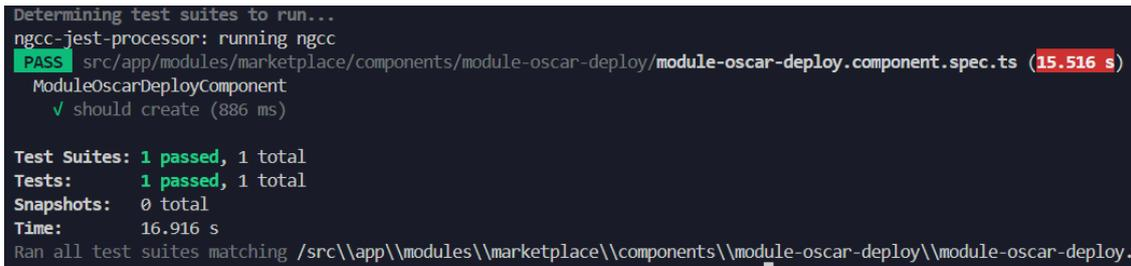 Determining test suites to run...
ngcc-jest-processor: running ngcc
PASS src/app/modules/marketplace/components/module-oscar-deploy/module-oscar-deploy.component.spec.ts (15.516 s)
ModuleOscarDeployComponent
√ should create (886 ms)
Test Suites: 1 passed, 1 total
Tests: 1 passed, 1 total
Snapshots: 0 total
Time: 16.916 s
Ran all test suites matching /src\\app\\modules\\marketplace\\components\\module-oscar-deploy\\module-oscar-deploy.